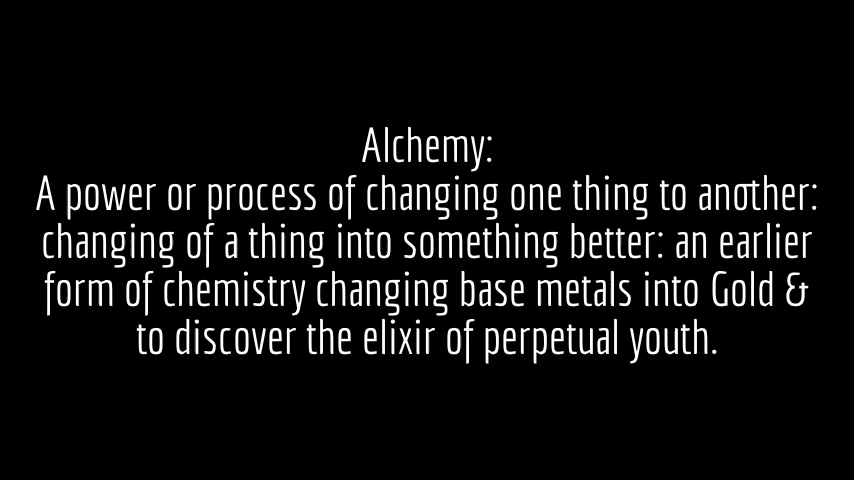 Alchemy:
A power or process of changing one thing to another:
changing of a thing into something better: an earlier
form of chemistry changing base metals into Gold &
to discover the elixir of perpetual youth.